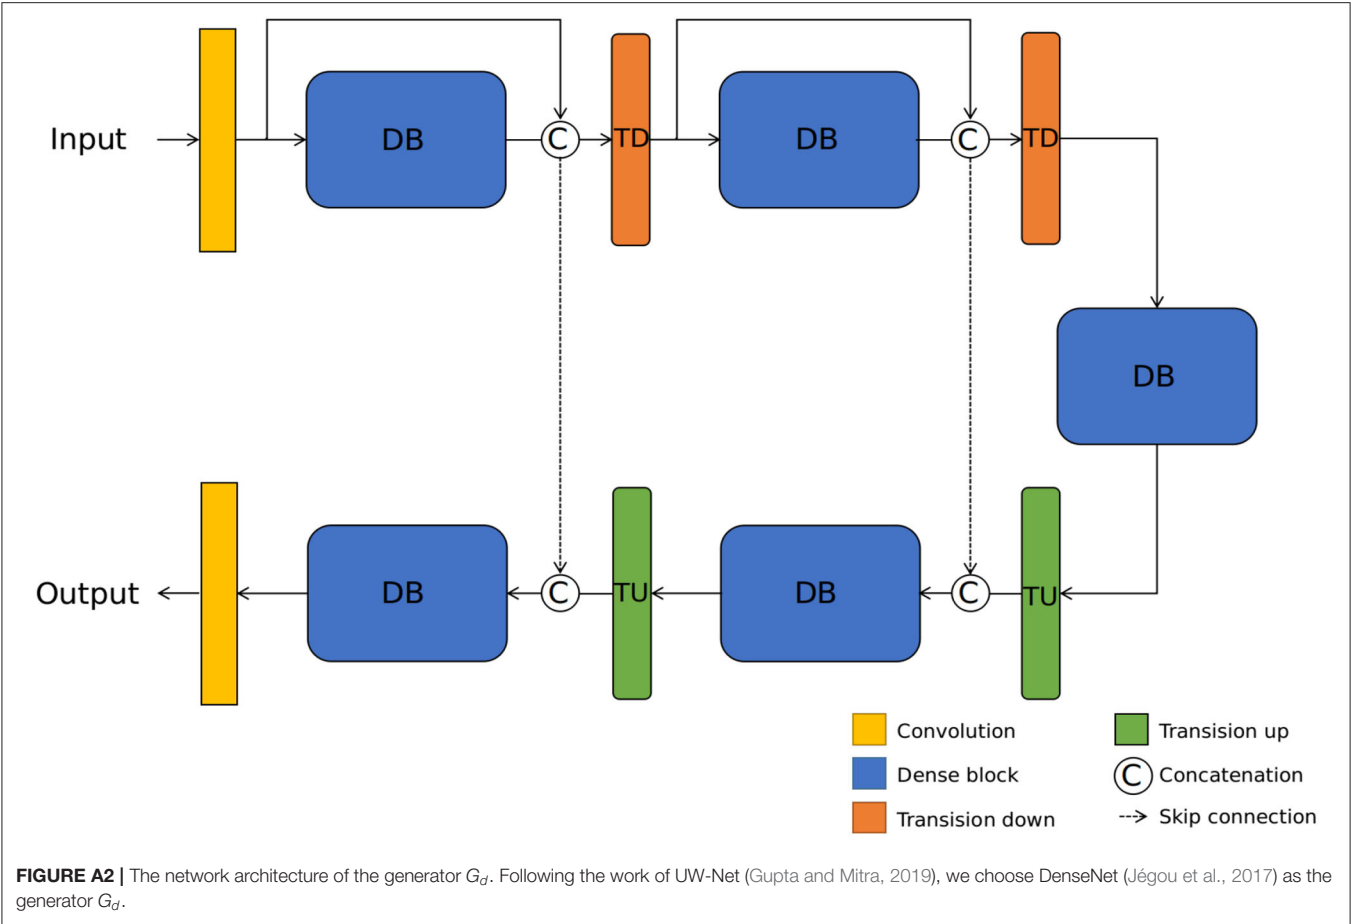 Input
DB
C
TD
DB
C
TD
DB
Output
DB
C
TU
DB
C
TU
Convolution
Transision up
Dense block
C Concatenation
Transision down
Skip connection
FIGURE A2 | The network architecture of the generator Gd. Following the work of UW-Net (Gupta and Mitra, 2019), we choose DenseNet (Jégou et al., 2017) as the
generator Gd.